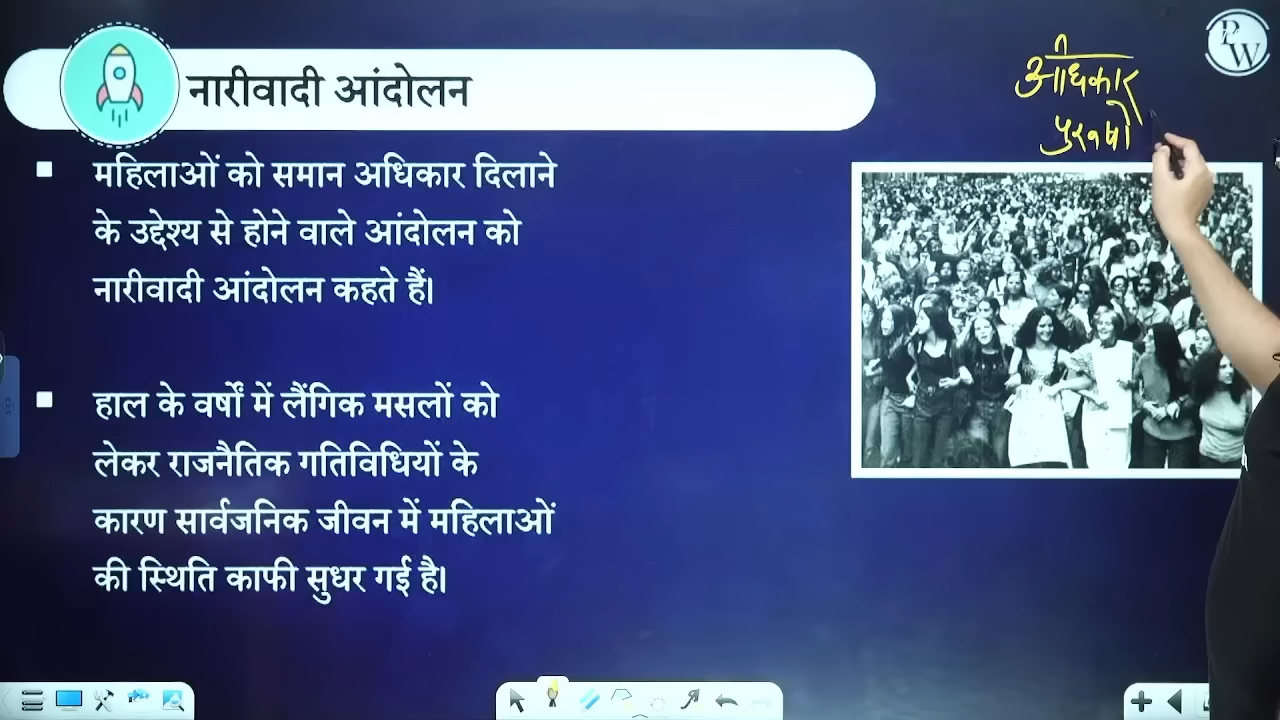 नारीवादी आंदोलन
अधिकार
पुरुषों
PW
महिलाओं को समान अधिकार दिलाने
के उद्देश्य से होने वाले आंदोलन को
नारीवादी आंदोलन कहते हैं।
हाल के वर्षों में लैंगिक मसलों को
लेकर राजनैतिक गतिविधियों के
कारण सार्वजनिक जीवन में महिलाओं
की स्थिति काफी सुधर गई है।